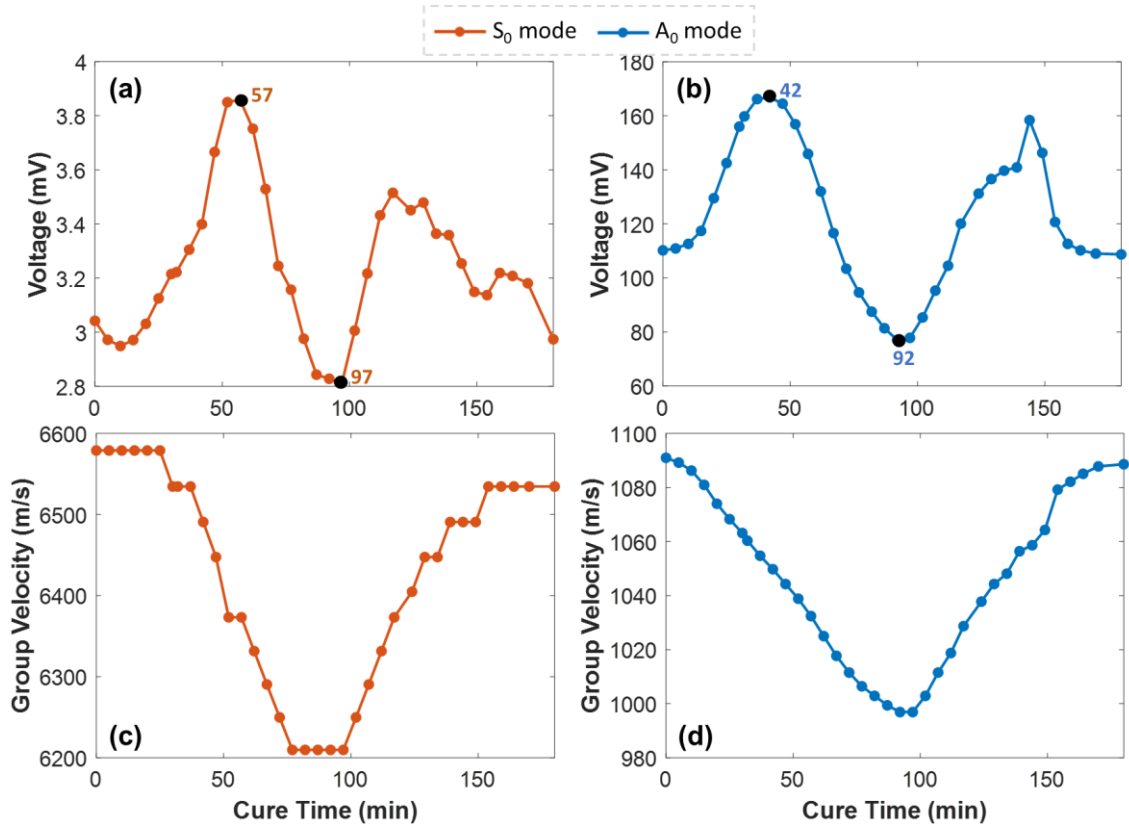 S₀ mode A₀ mode
(a)
57
97
Voltage (mV)
4
3.8
3.6
3.4
3.2
3
2.8
0 50 100 150
(b)
42
92
Voltage (mV)
180
160
140
120
100
80
60
0 50 100 150
(c)
Group Velocity (m/s)
6600
6500
6400
6300
6200
0 50 100 150
Cure Time (min)
(d)
Group Velocity (m/s)
1100
1080
1060
1040
1020
1000
980
0 50 100 150
Cure Time (min)